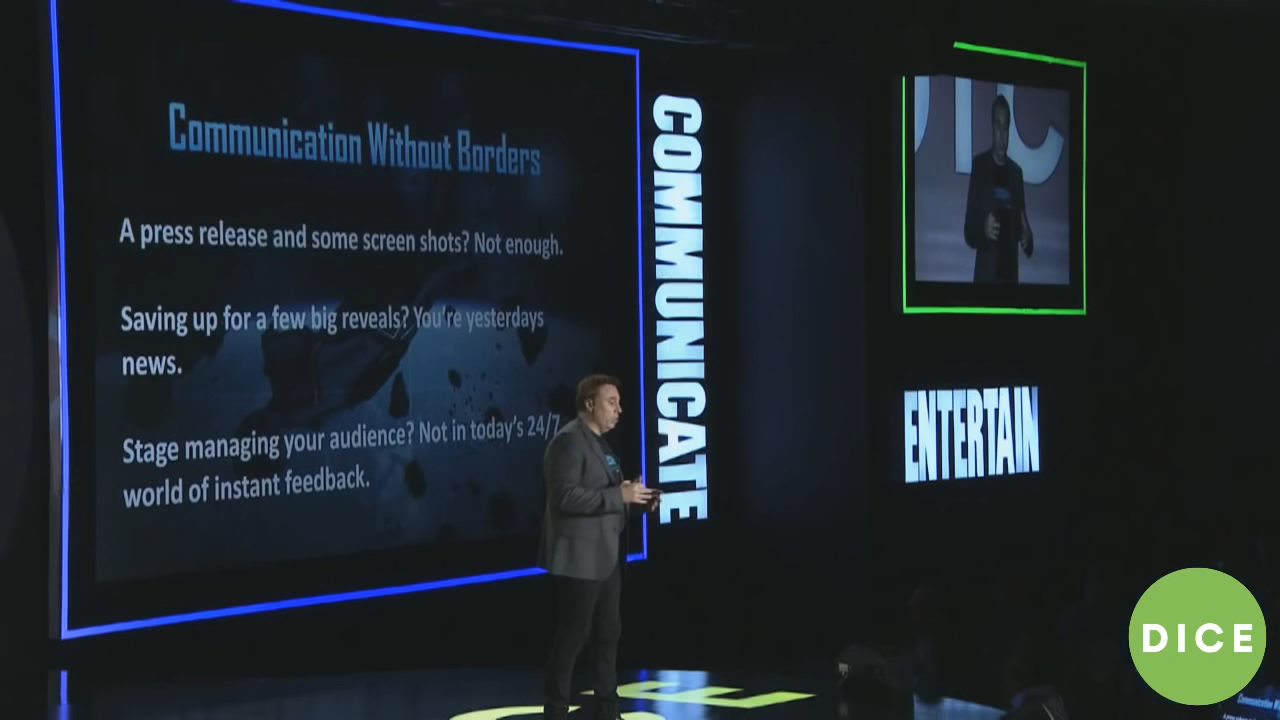 Communication Without Borders
A press release and some screen shots? Not enough.
Saving up for a few big reveals? You're yesterdays
news.
Stage managing your audience? Not in today's 24/7
world of instant feedback.
COMMUNICATE
ENTERTAIN
DICE